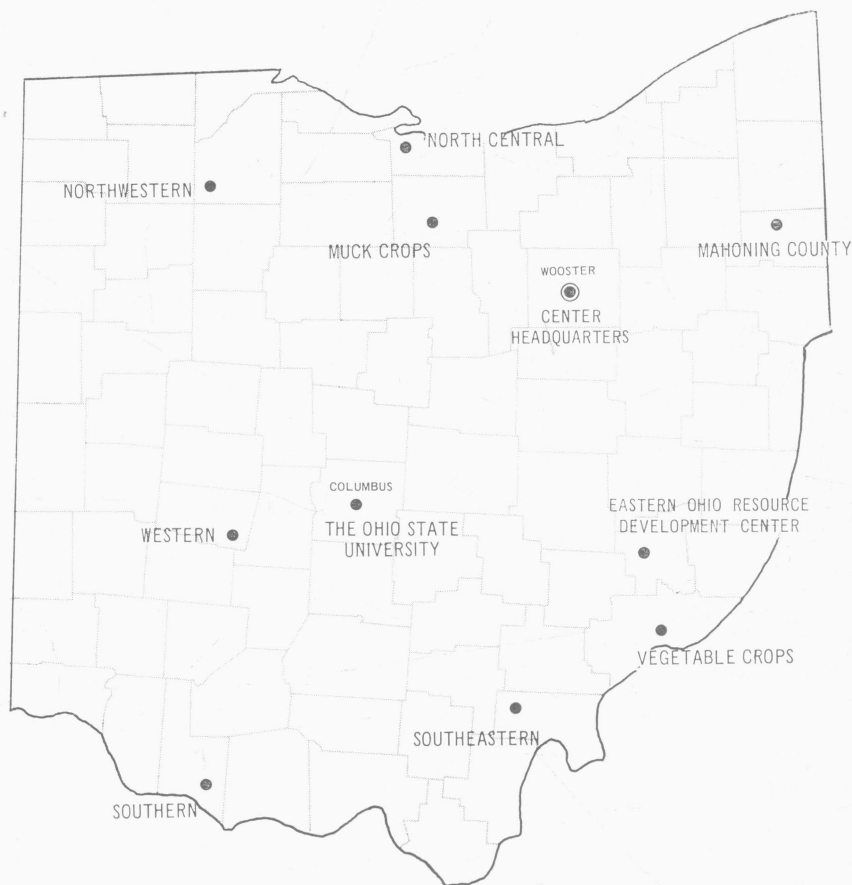 NORTH CENTRAL
NORTHWESTERN
MUCK CROPS
MAHONING COUNTY
WOOSTER
CENTER
HEADQUARTERS
COLUMBUS
THE OHIO STATE
UNIVERSITY
EASTERN OHIO RESOURCE
DEVELOPMENT CENTER
WESTERN
VEGETABLE CROPS
SOUTHEASTERN
SOUTHERN